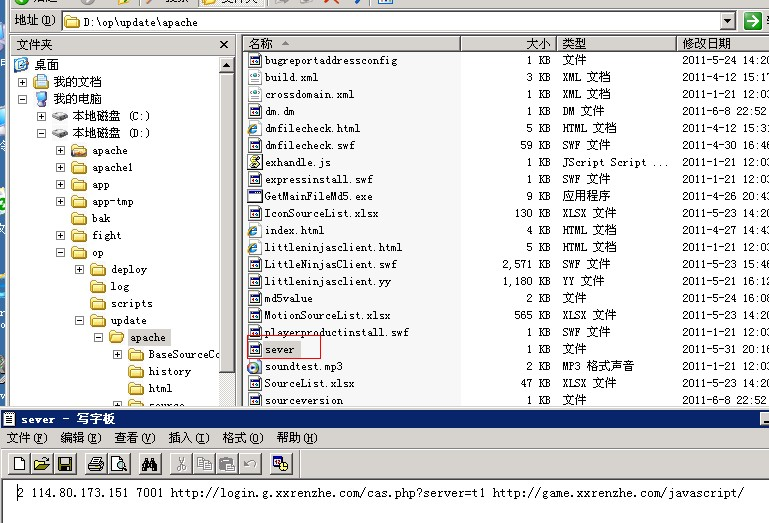 地址(D) D:\op\update\apache
文件夹
桌面
我的文档
我的电脑
本地磁盘 (C:)
本地磁盘 (D:)
apache
apache1
app
app-tmp
bak
fight
op
deploy
log
scripts
update
apache
BaseSourceCo
history
html
source
名称 大小 类型 修改日期
bugreportaddressconfig 1 KB 文件 2011-5-24 14:20
build.xml 3 KB XML 文档 2011-4-12 15:17
crossdomain.xml 1 KB XML 文档 2011-1-21 12:03
dm.dm 1 KB DM 文件 2011-6-8 22:52
dmfilecheck.html 5 KB HTML 文档 2011-4-12 15:31
dmfilecheck.swf 59 KB SWF 文件 2011-4-30 16:46
exhandle.js 1 KB JScript Script ... 2011-1-21 12:03
expressinstall.swf 1 KB SWF 文件 2011-1-21 12:03
GetMainFileMd5.exe 9 KB 应用程序 2011-4-26 20:43
IconSourceList.xlsx 130 KB XLSX 文件 2011-5-23 14:20
index.html 4 KB HTML 文档 2011-4-27 14:43
littleninjasclient.html 5 KB HTML 文档 2011-1-21 12:03
LittleNinjasClient.swf 2,571 KB SWF 文件 2011-5-23 15:46
littleninjasclient.yy 1,180 KB YY 文件 2011-5-21 16:12
md5value 2 KB 文件 2011-5-24 16:08
MotionSourceList.xlsx 565 KB XLSX 文件 2011-5-23 14:20
playerproductinstall.swf 1 KB SWF 文件 2011-1-21 12:03
sever 1 KB 文件 2011-5-31 20:16
soundtest.mp3 2 KB MP3 格式声音 2011-1-21 12:03
SourceList.xlsx 47 KB XLSX 文件 2011-5-23 14:20
sourceversion 1 KB 文件 2011-6-8 22:52
sever - 写字板
文件(F) 编辑(E) 查看(V) 插入(I) 格式(O) 帮助(H)
2 114.80.173.151 7001 http://login.g.xxrenzhe.com/cas.php?server=t1 http://game.xxrenzhe.com/javascript/